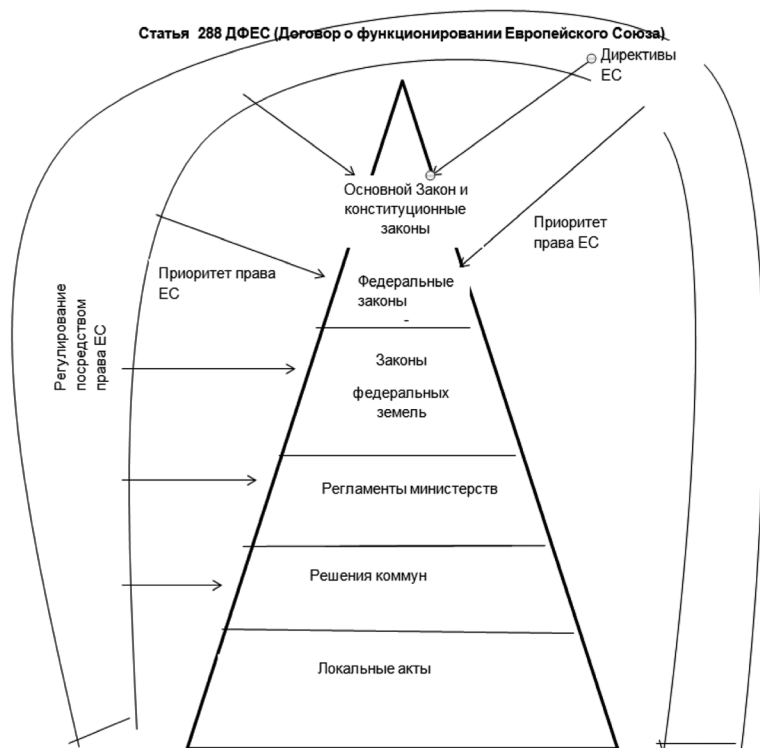 Статья 288 ДФЕС (Договор о функционировании Европейского Союза)
Директивы
ЕС
Основной Закон и
конституционные
законы
Приоритет
права ЕС
Приоритет права
ЕС
Федеральные
законы
-
Регулирование
посредством
права ЕС
Законы
федеральных
земель
Регламенты министерств
Решения коммун
Локальные акты